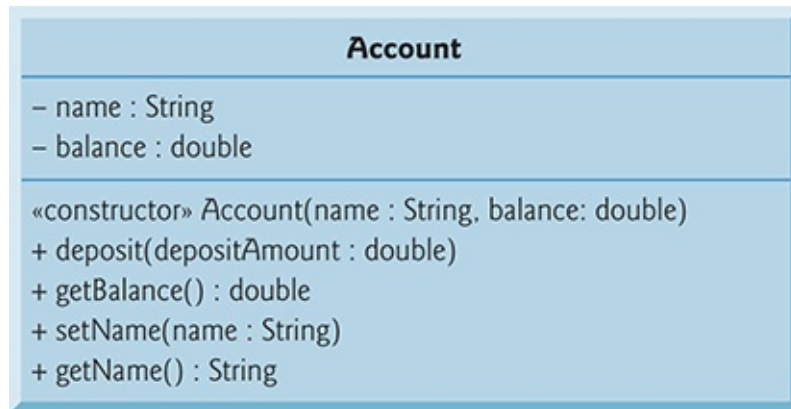 Account
– name : String
– balance : double
«constructor» Account(name : String, balance: double)
+ deposit(depositAmount : double)
+ getBalance() : double
+ setName(name : String)
+ getName() : String